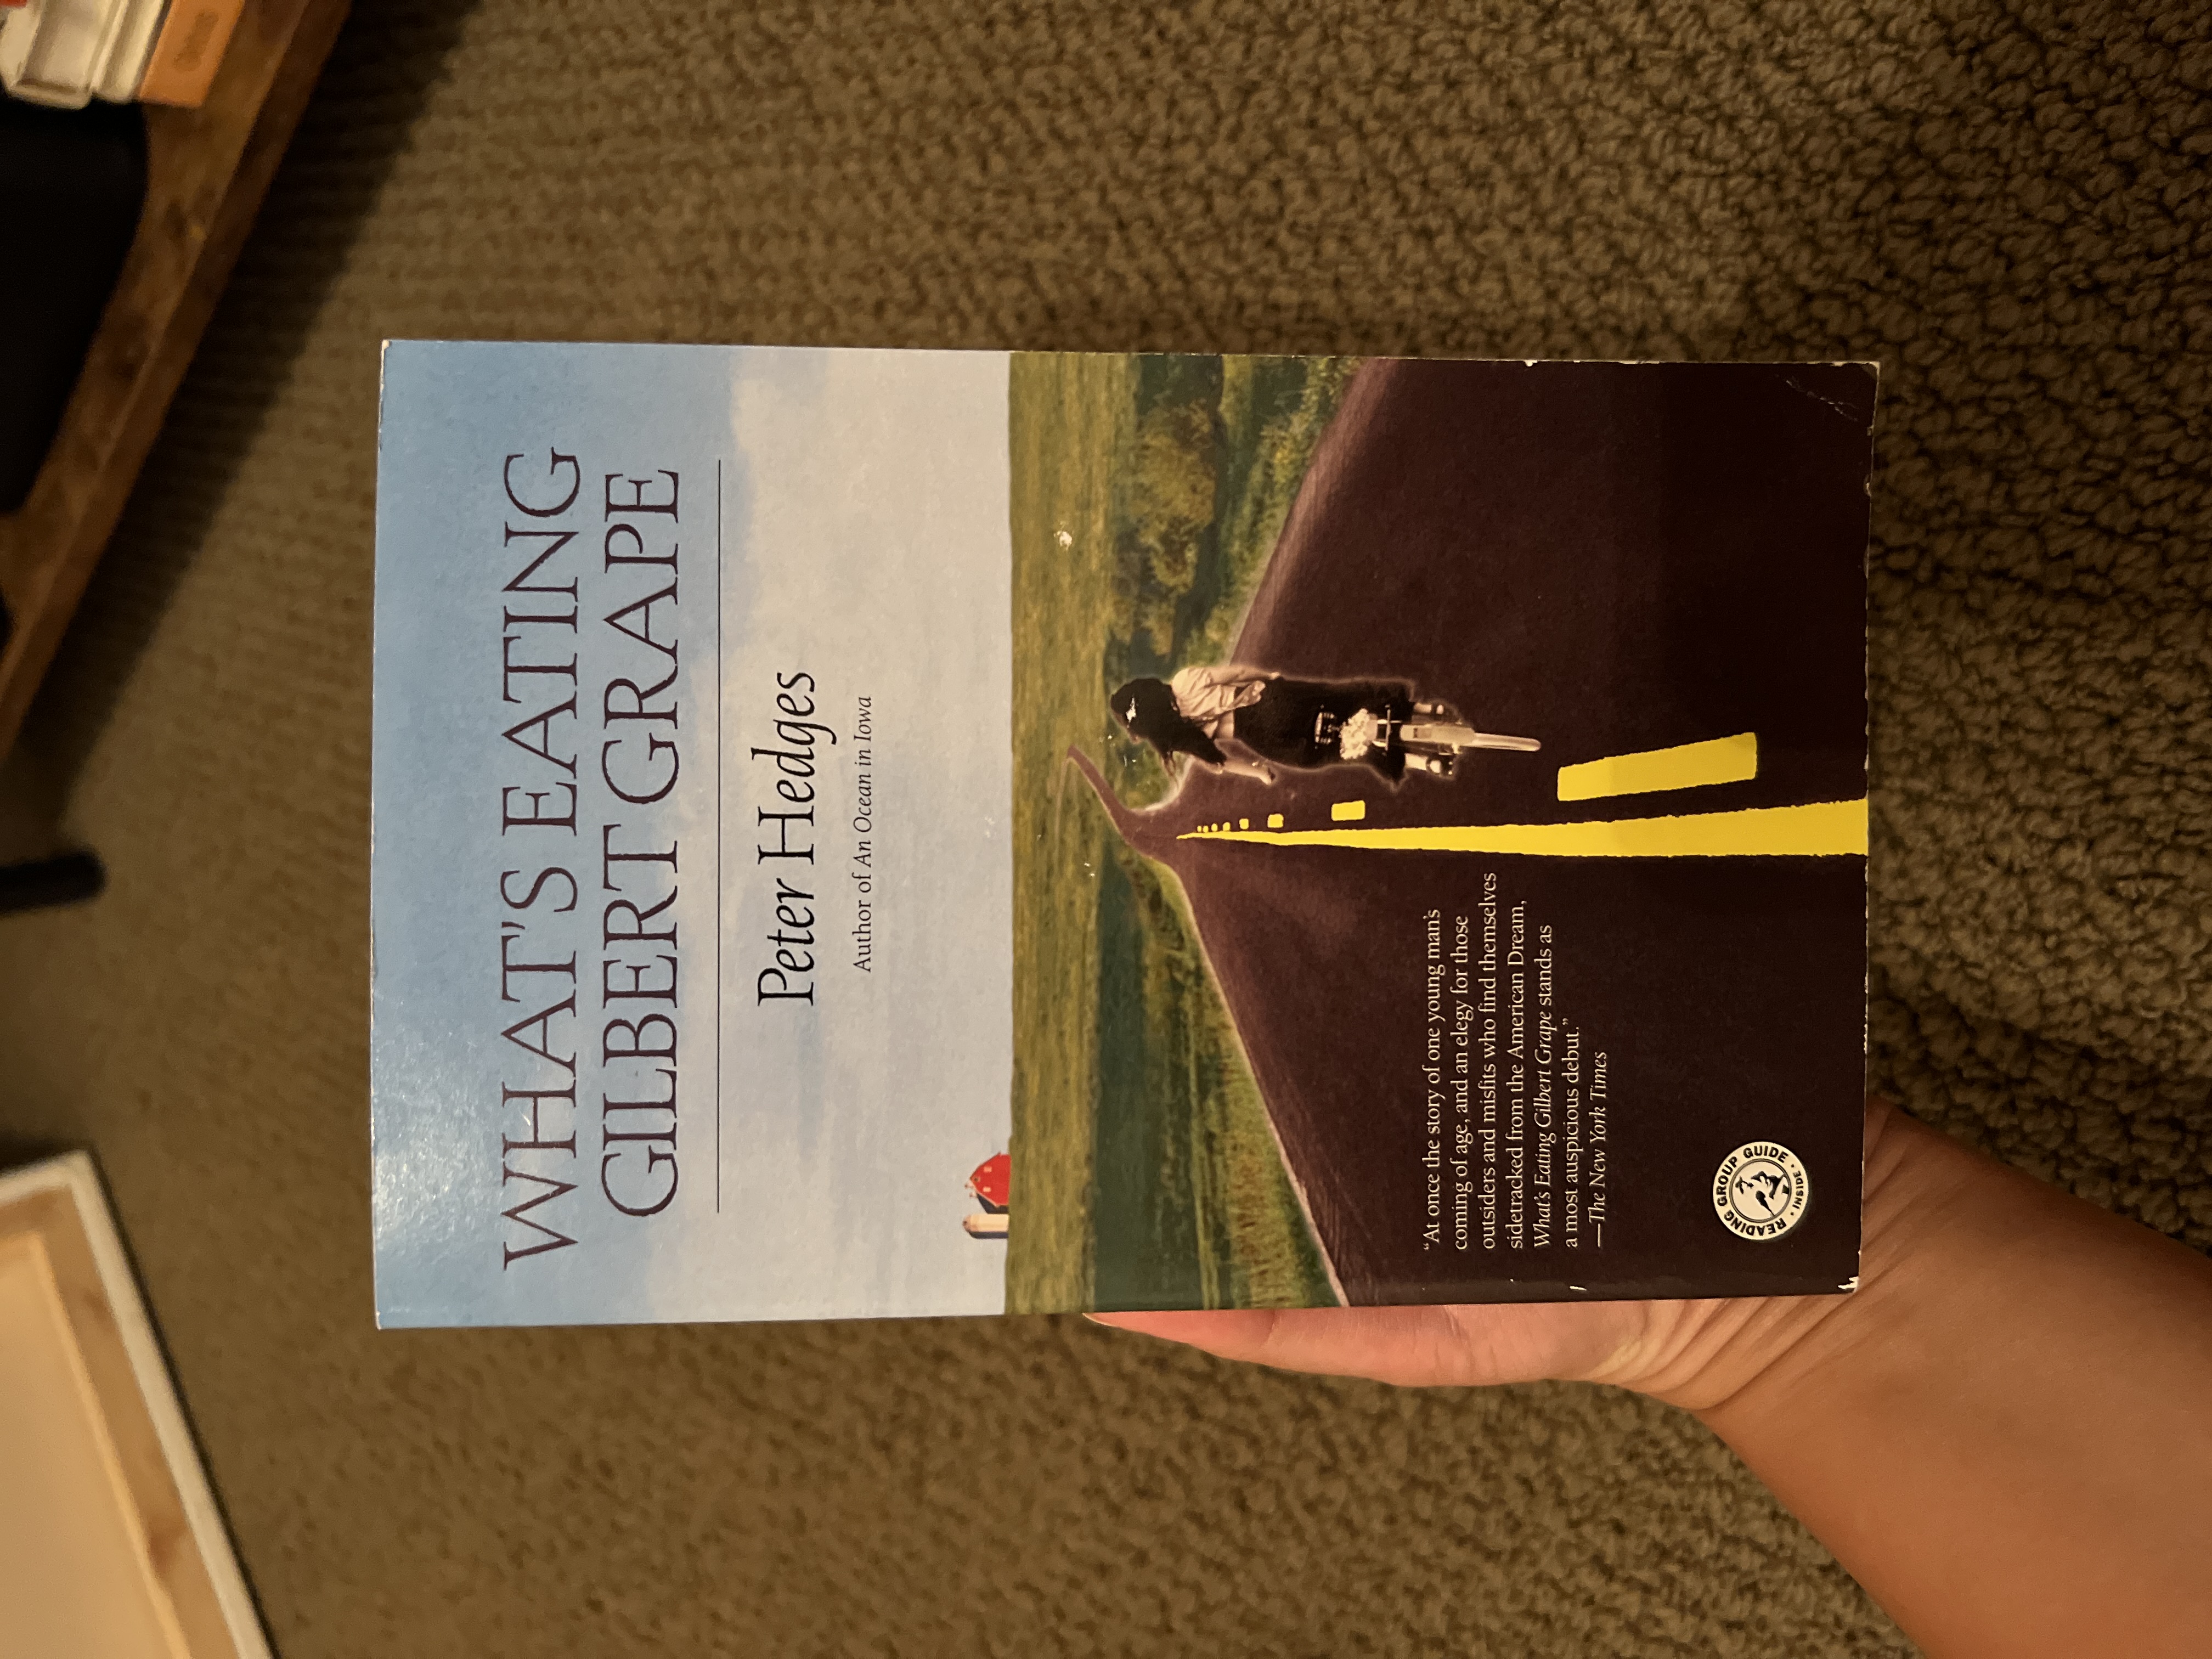 WHAT'S EATING
GILBERT GRAPE
Peter Hedges
Author of An Ocean in Iowa
“At once the story of one young man’s
coming of age, and an elegy for those
outsiders and misfits who find themselves
sidetracked from the American Dream,
What’s Eating Gilbert Grape stands as
a most auspicious debut.”
—The New York Times
READING GROUP GUIDE
• INSIDE •